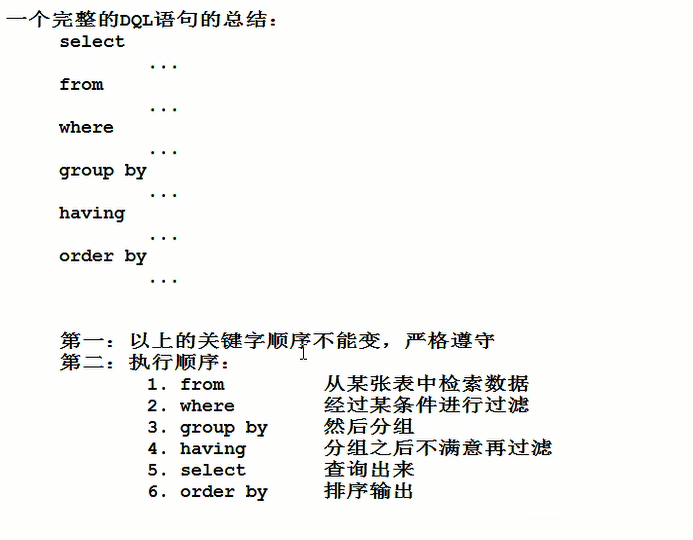 一个完整的DQL语句的总结：
select
...
from
...
where
...
group by
...
having
...
order by
...
第一：以上的关键字顺序不能变，严格遵守
第二：执行顺序：
1. from 从某张表中检索数据
2. where 经过某条件进行过滤
3. group by 然后分组
4. having 分组之后不满意再过滤
5. select 查询出来
6. order by 排序输出